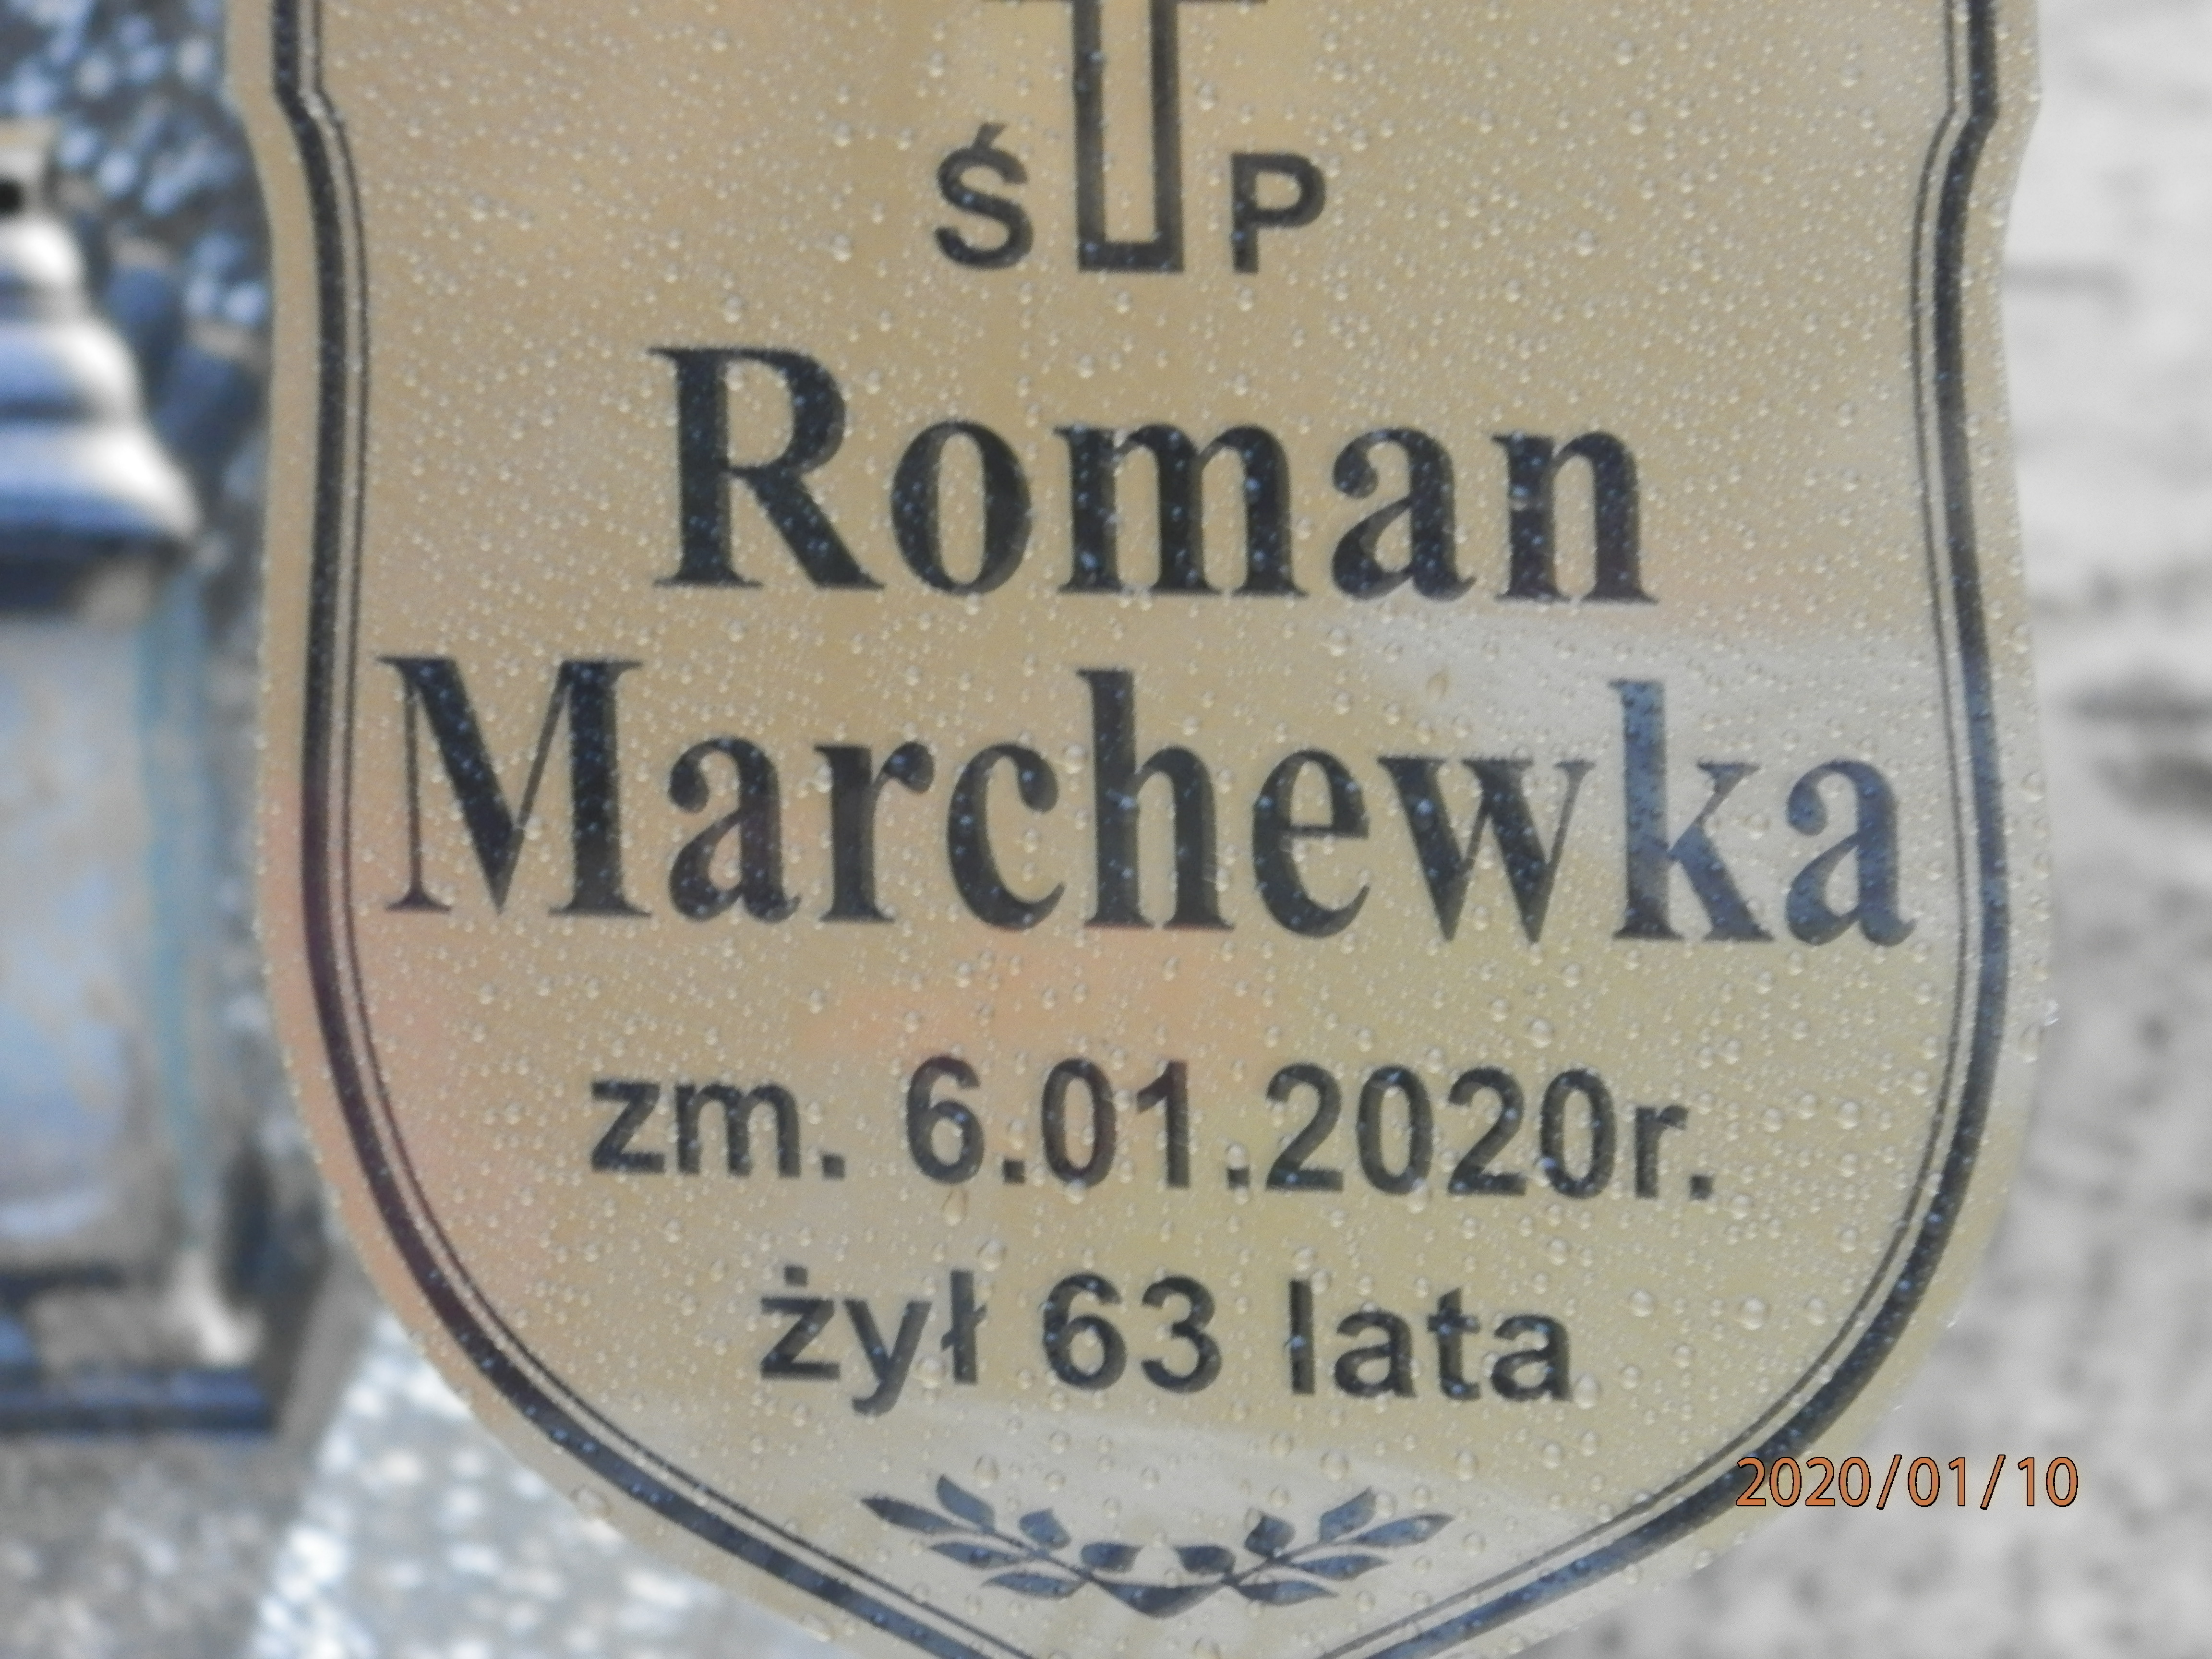 Ś P
Roman
Marchewka
zm. 6.01.2020r.
żył 63 lata
2020/01/10